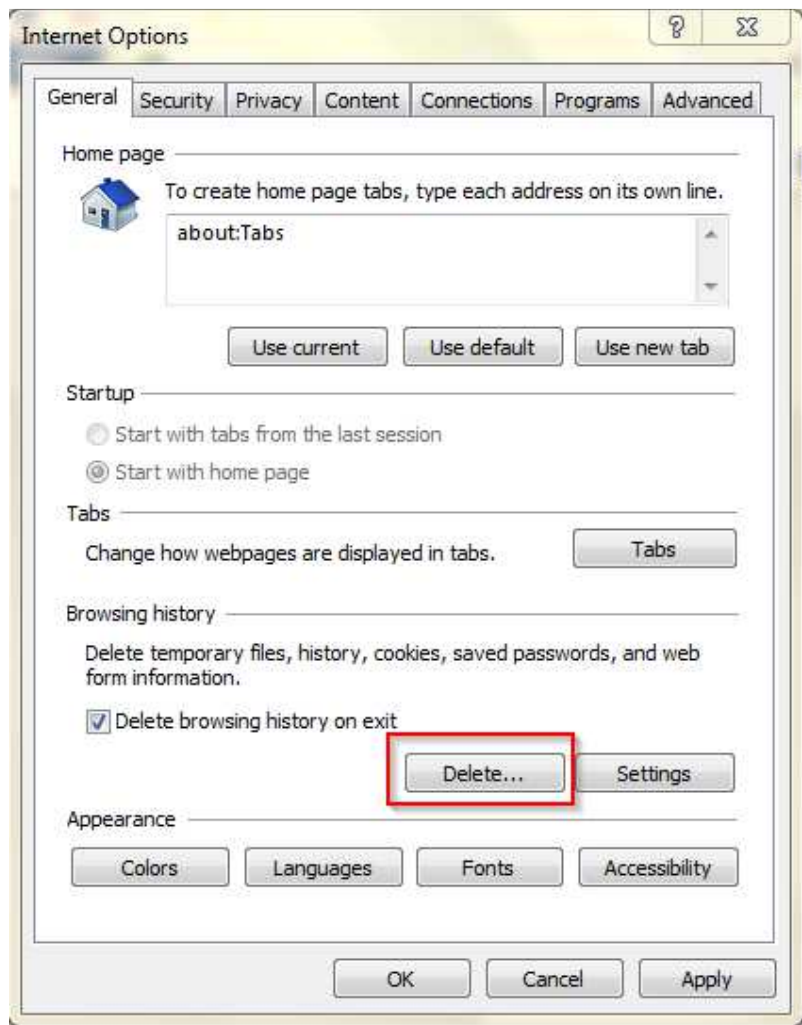 Internet Options
General Security Privacy Content Connections Programs Advanced
Home page
To create home page tabs, type each address on its own line.
about:Tabs
Use current Use default Use new tab
Startup
Start with tabs from the last session
Start with home page
Tabs
Change how webpages are displayed in tabs. Tabs
Browsing history
Delete temporary files, history, cookies, saved passwords, and web
form information.
Delete browsing history on exit
Delete... Settings
Appearance
Colors Languages Fonts Accessibility
OK Cancel Apply